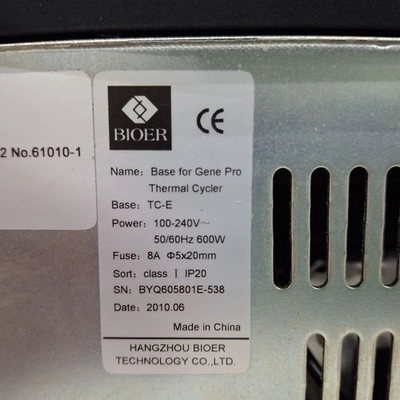 2 No.61010-1
BIOER
CE
Name: Base for Gene Pro
Thermal Cycler
Base: TC-E
Power: 100-240V~
50/60Hz 600W
Fuse: 8A Φ5x20mm
Sort: class I IP20
SN: BYQ605801E-538
Date: 2010.06
Made in China
HANGZHOU BIOER
TECHNOLOGY CO.,LTD.